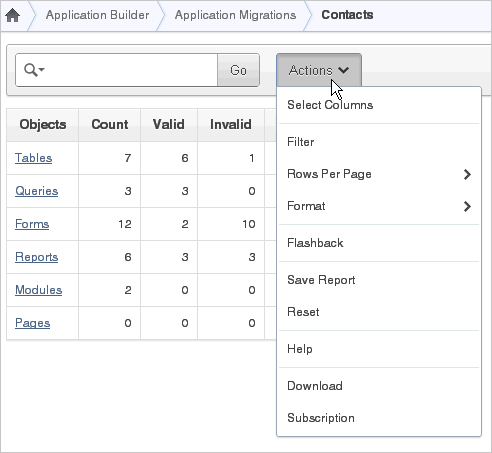 Application Builder Application Migrations Contacts
Go Actions
Objects Count Valid Invalid
Tables 7 6 1
Queries 3 3 0
Forms 12 2 10
Reports 6 3 3
Modules 2 0 0
Pages 0 0 0
Select Columns
Filter
Rows Per Page
Format
Flashback
Save Report
Reset
Help
Download
Subscription